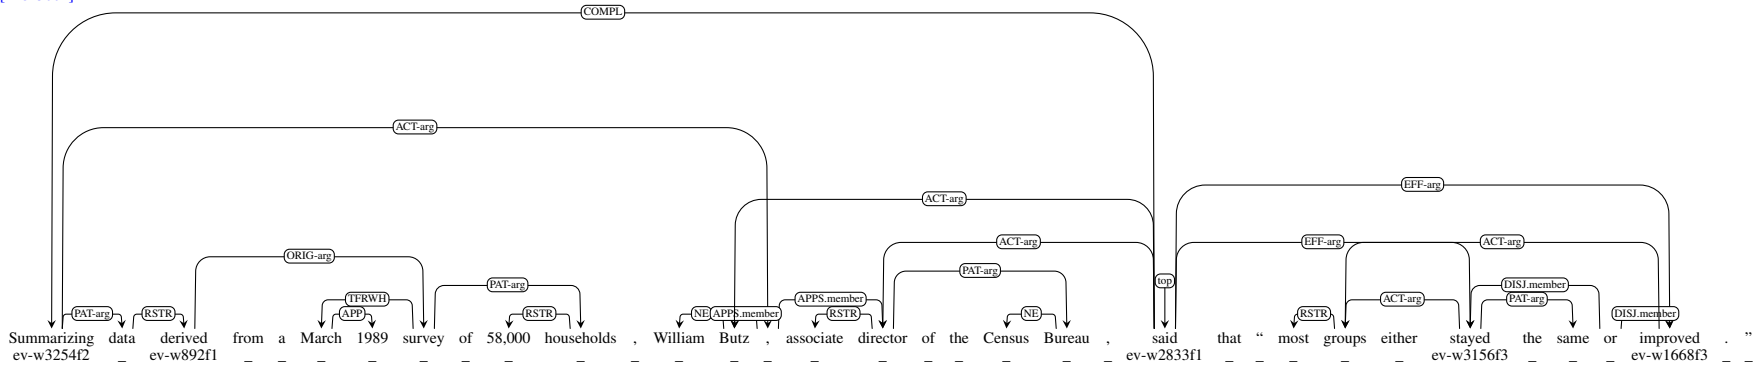 COMPL
ACT-arg
EFF-arg
ACT-arg
ACT-arg EFF-arg ACT-arg
ORIG-arg
PAT-arg
top
PAT-arg DISJ.member
TFRWH APPS.member ACT-arg PAT-arg
PAT-arg RSTR APP RSTR NE APPS.member RSTR NE RSTR DISJ.member
Summarizing data derived from a March 1989 survey of 58,000 households , William Butz , associate director of the Census Bureau , said that “ most groups either stayed the same or improved . ”
ev-w3254f2 _ ev-w892f1 _ _ _ _ _ _ _ _ _ _ _ _ _ _ _ _ _ _ _ ev-w2833f1 _ _ _ _ _ ev-w3156f3 _ _ _ ev-w1668f3 _ _